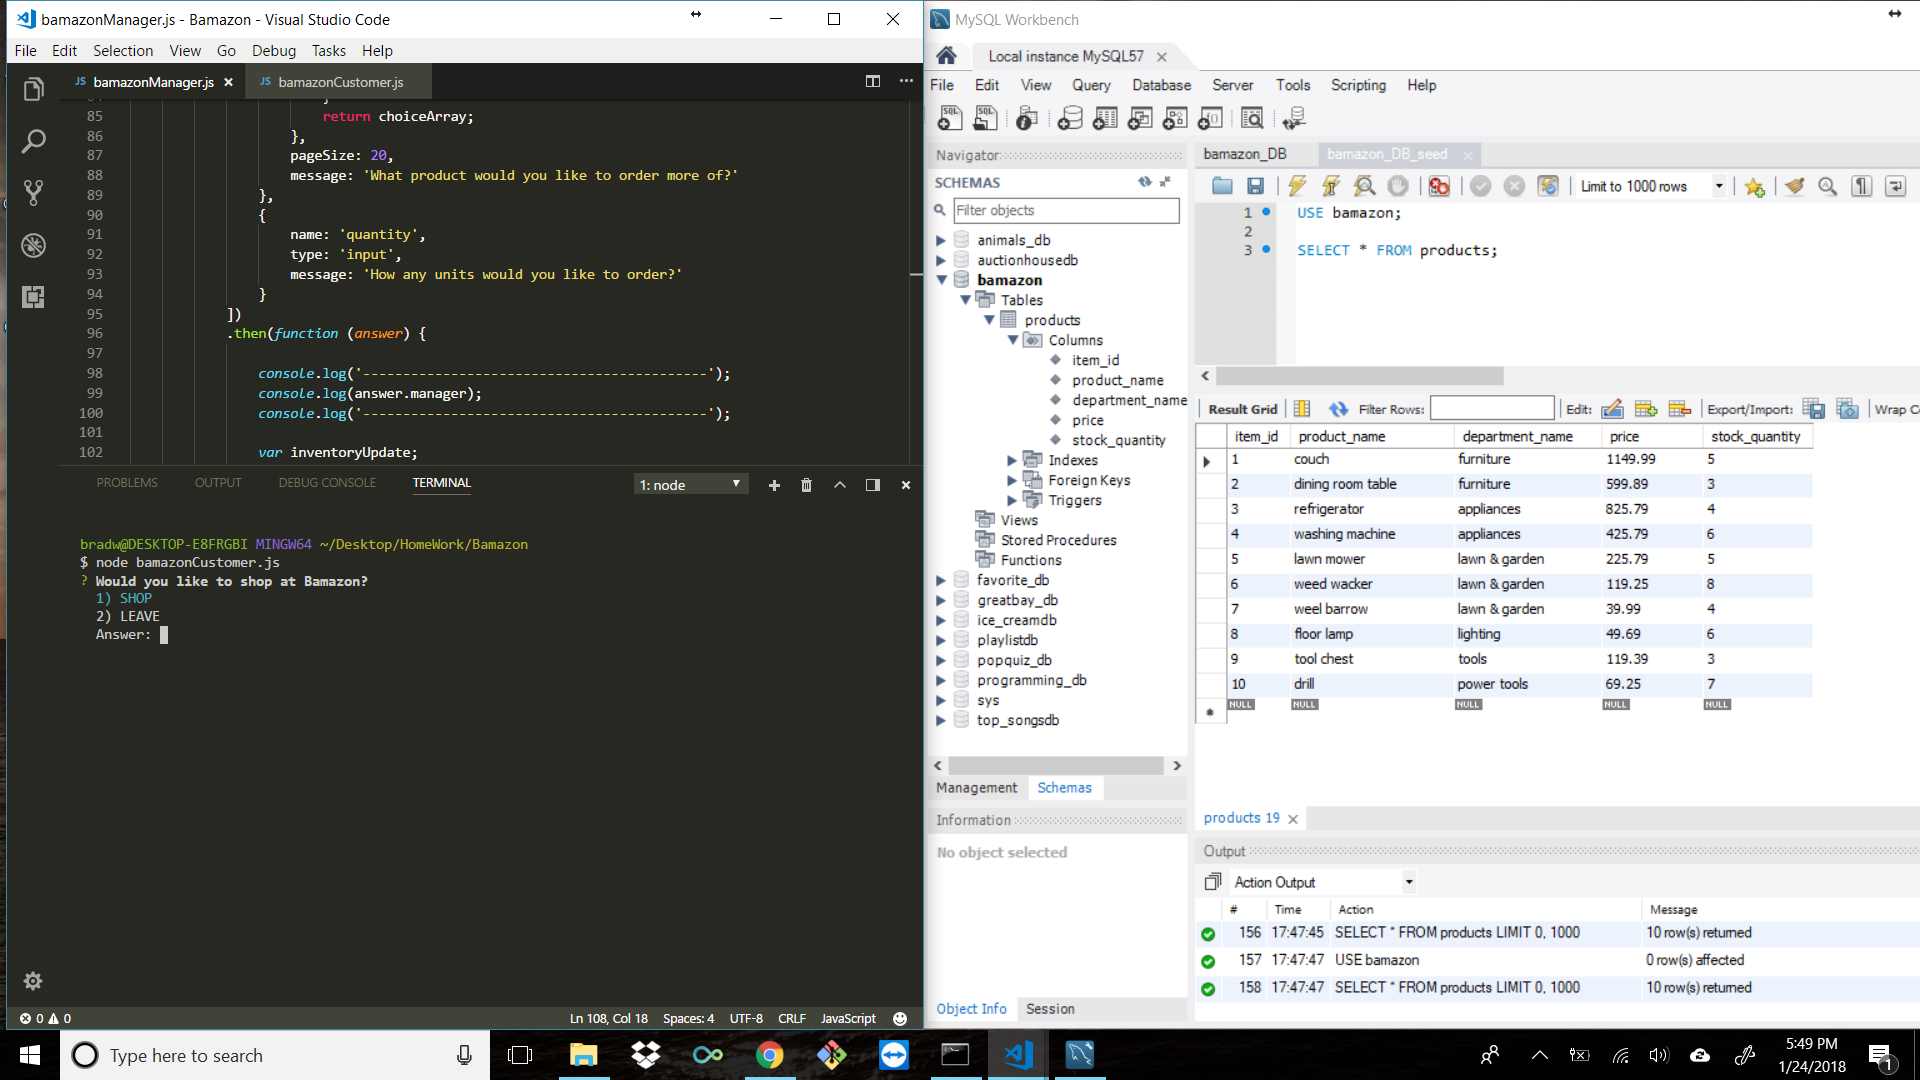 bamazonManager.js - Bamazon - Visual Studio Code
File Edit Selection View Go Debug Tasks Help
JS bamazonManager.js JS bamazonCustomer.js
85 return choiceArray;
86 },
87 pageSize: 20,
88 message: 'What product would you like to order more of?'
89 },
90 {
91 name: 'quantity',
92 type: 'input',
93 message: 'How any units would you like to order?'
94 }
95 ])
96 .then(function (answer) {
97
98 console.log('-------------------------------------------');
99 console.log(answer.manager);
100 console.log('-------------------------------------------');
101
102 var inventoryUpdate;
PROBLEMS OUTPUT DEBUG CONSOLE TERMINAL 1: node
bradw@DESKTOP-E8FRGBI MINGW64 ~/Desktop/HomeWork/Bamazon
$ node bamazonCustomer.js
? Would you like to shop at Bamazon?
1) SHOP
2) LEAVE
Answer:
0 0 Ln 108, Col 18 Spaces: 4 UTF-8 CRLF JavaScript
MySQL Workbench
Local instance MySQL57
File Edit View Query Database Server Tools Scripting Help
Navigator
SCHEMAS
Filter objects
animals_db
auctionhousedb
bamazon
Tables
products
Columns
item_id
product_name
department_name
price
stock_quantity
Indexes
Foreign Keys
Triggers
Views
Stored Procedures
Functions
favorite_db
greatbay_db
ice_creamdb
playlistdb
popquiz_db
programming_db
sys
top_songsdb
Management Schemas
Information
No object selected
Object Info Session
bamazon_DB bamazon_DB_seed
Limit to 1000 rows
1 USE bamazon;
2
3 SELECT * FROM products;
Result Grid Filter Rows: Edit: Export/Import: Wrap C
item_id product_name department_name price stock_quantity
1 couch furniture 1149.99 5
2 dining room table furniture 599.89 3
3 refrigerator appliances 825.79 4
4 washing machine appliances 425.79 6
5 lawn mower lawn & garden 225.79 5
6 weed wacker lawn & garden 119.25 8
7 weel barrow lawn & garden 39.99 4
8 floor lamp lighting 49.69 6
9 tool chest tools 119.39 3
10 drill power tools 69.25 7
NULL NULL NULL NULL NULL
products 19
Output
Action Output
# Time Action Message
156 17:47:45 SELECT * FROM products LIMIT 0, 1000 10 row(s) returned
157 17:47:47 USE bamazon 0 row(s) affected
158 17:47:47 SELECT * FROM products LIMIT 0, 1000 10 row(s) returned
Type here to search
5:49 PM
1/24/2018
1